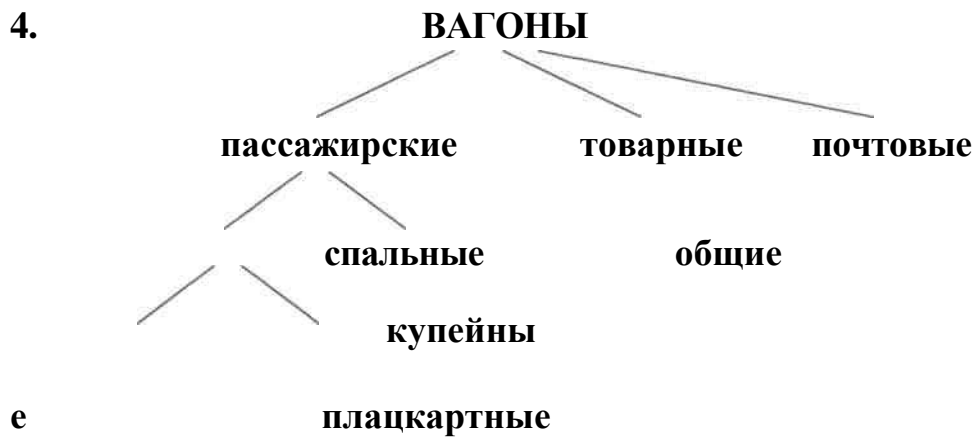 4. ВАГОНЫ
пассажирские товарные почтовые
спальные общие
купейны
е плацкартные